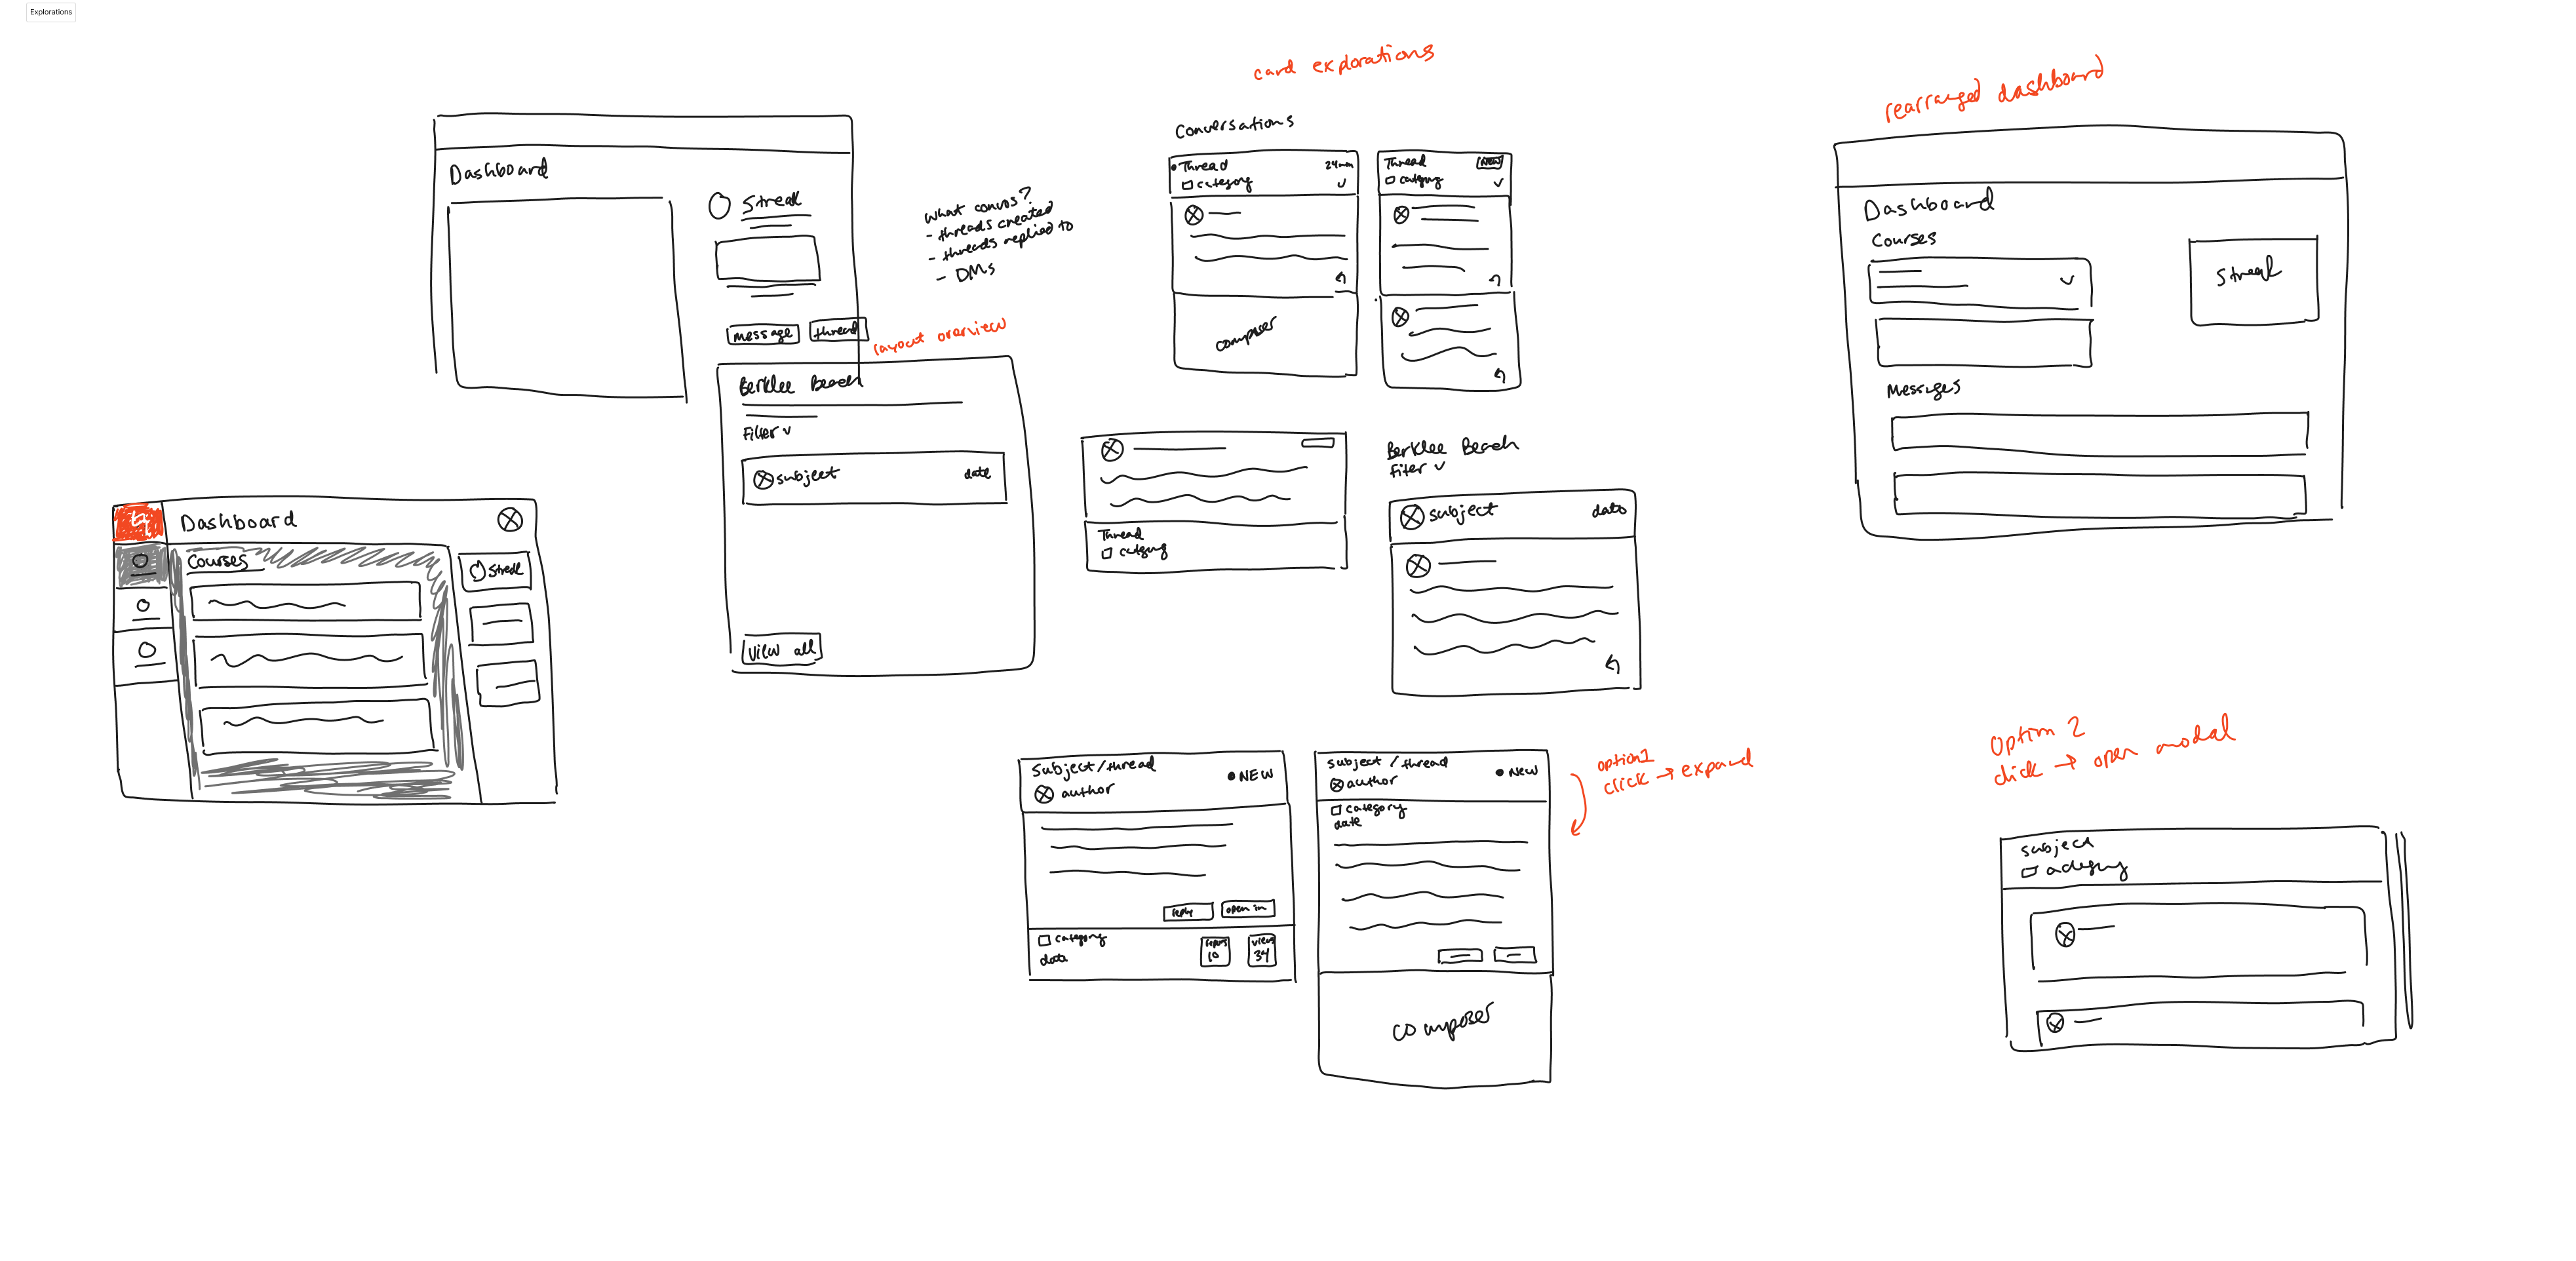 Explorations
card explorations
rearranged dashboard
Dashboard
Streak
message
thread
layout overview
what convos?
- threads created
- threads replied to
- DMs
Berklee Beach
Filter v
subject
date
View all
Dashboard
Courses
Streak
Conversations
Thread
24min
category
composer
Thread
NEW
category
Thread
category
Berklee Beach
filter v
subject
date
Subject/thread
NEW
author
reply
open in
category
date
10
views
34
subject / thread
New
author
category
date
composer
option 1
click → expand
Dashboard
Courses
Streak
Messages
Option 2
click → open modal
subject
category